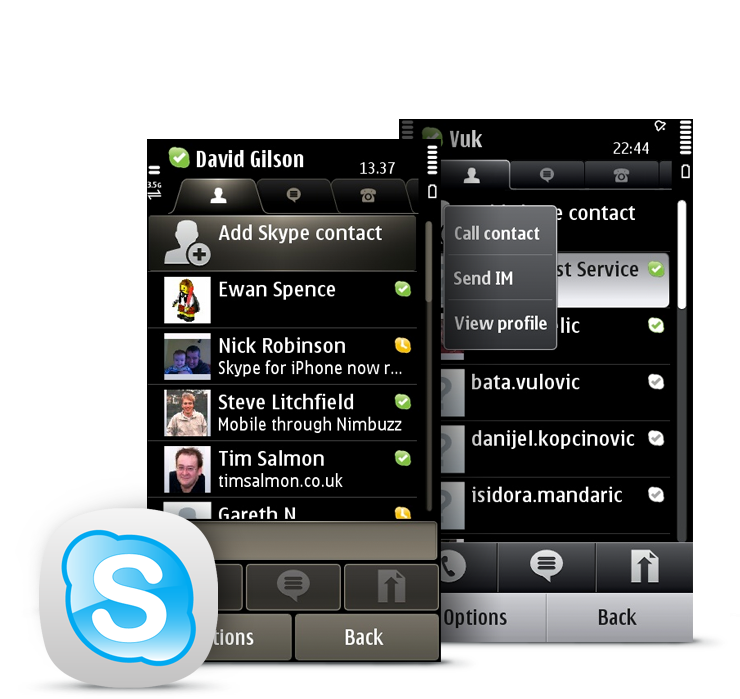 David Gilson
13.37
3.5G
Add Skype contact
Ewan Spence
Nick Robinson
Skype for iPhone now r...
Steve Litchfield
Mobile through Nimbuzz
Tim Salmon
timsalmon.co.uk
Gareth N
tions
Back
Vuk
22:44
e contact
Call contact
st Service
Send IM
View profile
elic
bata.vulovic
danijel.kopcinovic
isidora.mandaric
Options
Back
S